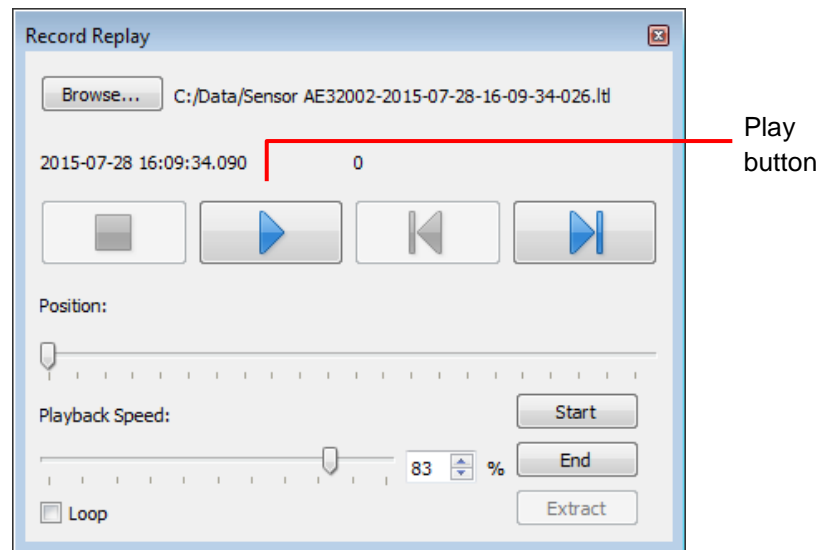 Record Replay
Browse... C:/Data/Sensor AE32002-2015-07-28-16-09-34-026.ltl
Play
button
2015-07-28 16:09:34.090 0
Position:
Playback Speed:
Start
83 %
End
Loop
Extract